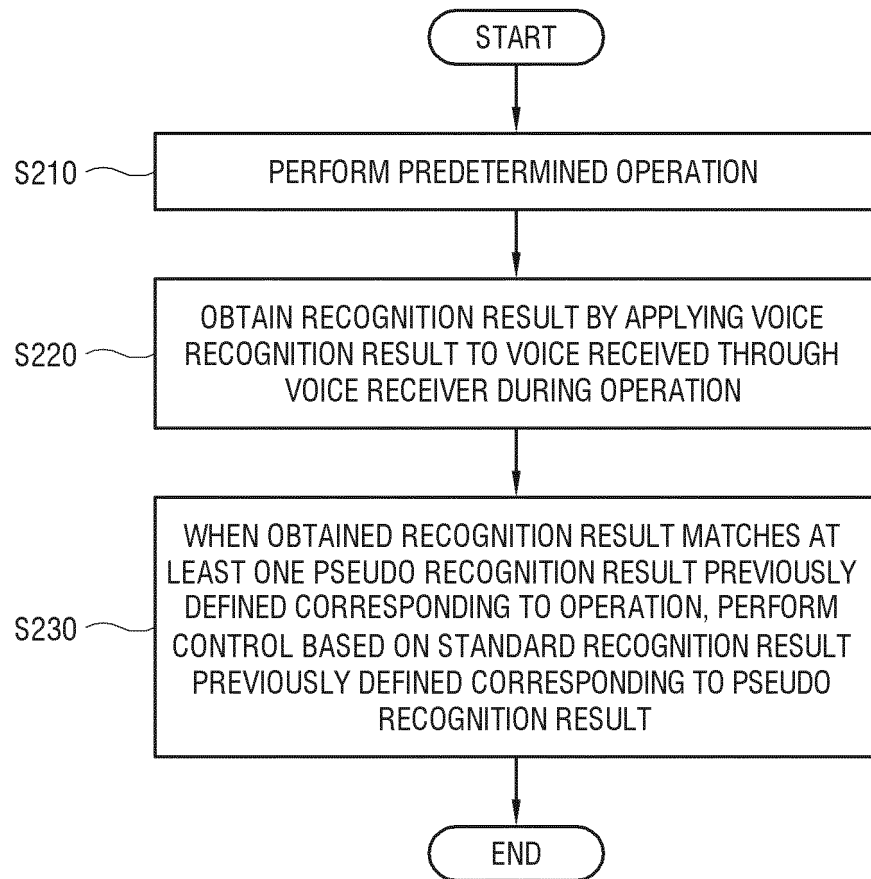 START
S210
PERFORM PREDETERMINED OPERATION
S220
OBTAIN RECOGNITION RESULT BY APPLYING VOICE
RECOGNITION RESULT TO VOICE RECEIVED THROUGH
VOICE RECEIVER DURING OPERATION
S230
WHEN OBTAINED RECOGNITION RESULT MATCHES AT
LEAST ONE PSEUDO RECOGNITION RESULT PREVIOUSLY
DEFINED CORRESPONDING TO OPERATION, PERFORM
CONTROL BASED ON STANDARD RECOGNITION RESULT
PREVIOUSLY DEFINED CORRESPONDING TO PSEUDO
RECOGNITION RESULT
END